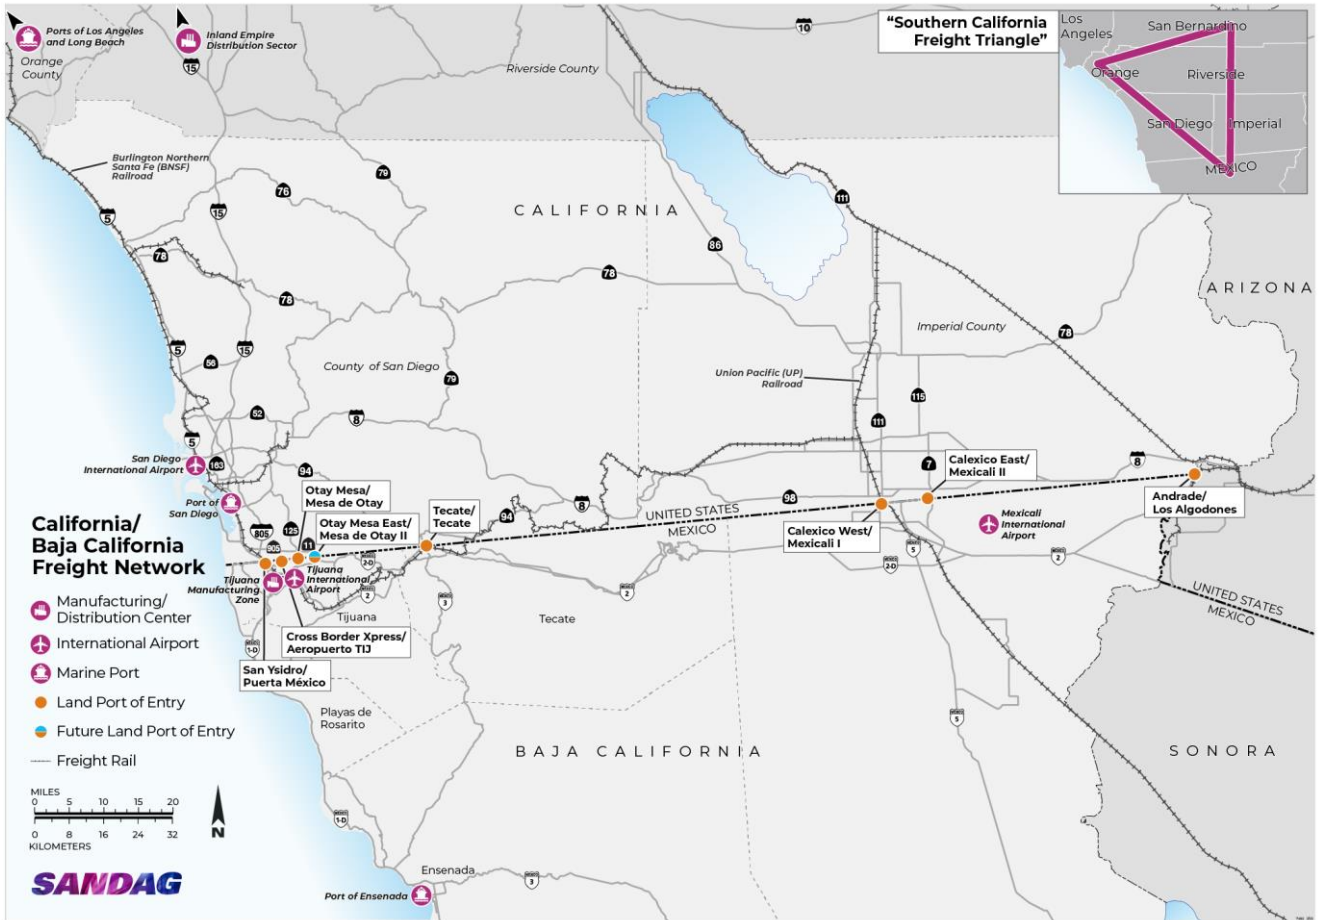 Ports of Los Angeles
and Long Beach
Orange
County
Inland Empire
Distribution Sector
15
10
Riverside County
"Southern California
Freight Triangle"
Los
Angeles
San Bernardino
Orange
Riverside
San Diego
Imperial
MEXICO
Burlington Northern
Santa Fe (BNSF)
Railroad
79
76
5
15
CALIFORNIA
111
86
78
78
78
ARIZONA
Imperial County
78
5
56
15
County of San Diego
79
Union Pacific (UP)
Railroad
115
52
8
111
5
San Diego
International Airport
163
94
7
Calexico East/
Mexicali II
8
Otay Mesa/
Mesa de Otay
Port of
San Diego
Tecate/
Tecate
94
8
98
UNITED STATES
MEXICO
Andrade/
Los Algodones
Otay Mesa East/
Mesa de Otay II
805
125
905
11
Calexico West/
Mexicali I
Mexicali
International
Airport
California/
Baja California
Freight Network
Tijuana
Manufacturing
Zone
Tijuana
International
Airport
2-D
2
3
2
5
2-D
2
UNITED STATES
MEXICO
Manufacturing/
Distribution Center
International Airport
Marine Port
Land Port of Entry
Future Land Port of Entry
Freight Rail
Tijuana
Tecate
1-D
Cross Border Xpress/
Aeropuerto TIJ
San Ysidro/
Puerta México
Playas de
Rosarito
5
BAJA CALIFORNIA
SONORA
MILES
0 5 10 15 20
0 8 16 24 32
KILOMETERS
N
1-D
SANDAG
Ensenada
3
Port of Ensenada